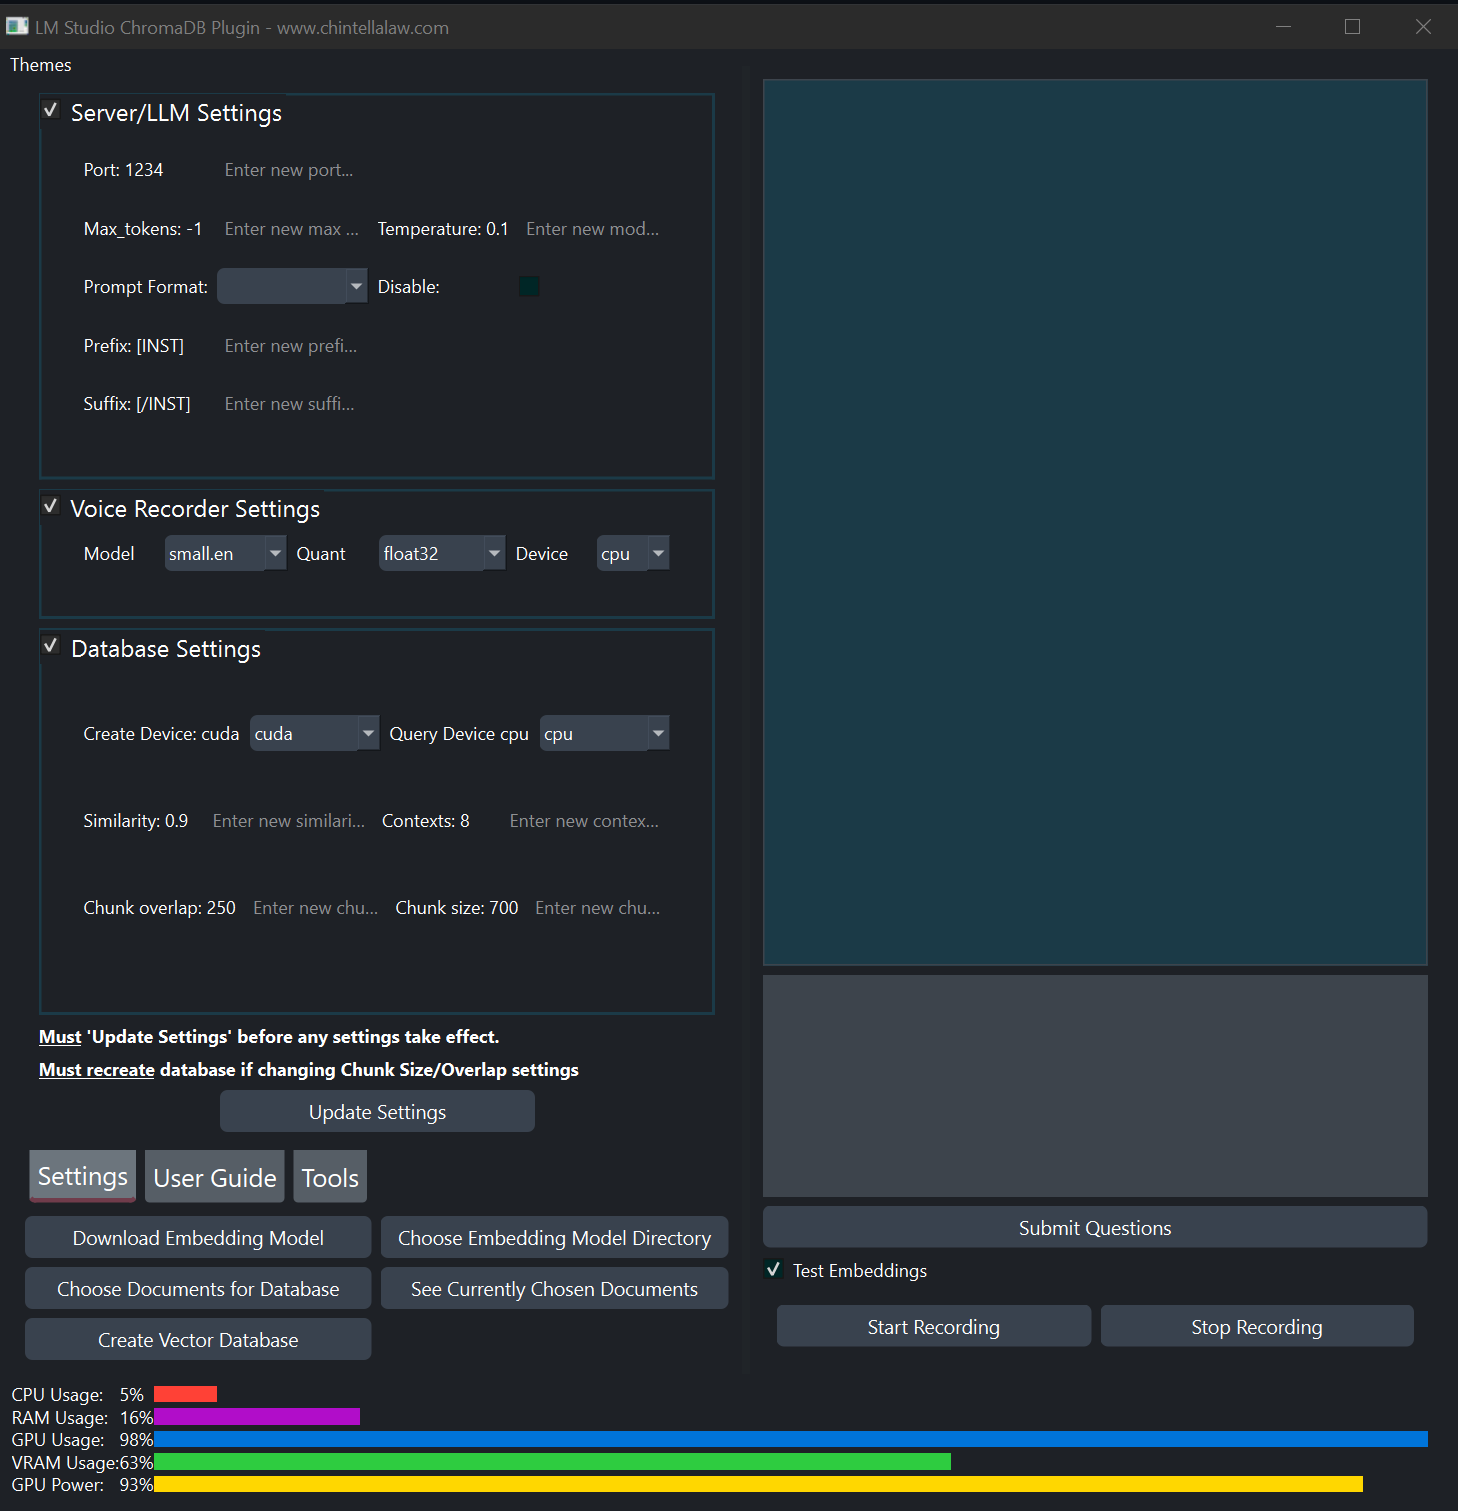 LM Studio ChromaDB Plugin - www.chintellalaw.com
Themes
Server/LLM Settings
Port: 1234 Enter new port...
Max_tokens: -1 Enter new max ... Temperature: 0.1 Enter new mod...
Prompt Format: Disable:
Prefix: [INST] Enter new prefi...
Suffix: [/INST] Enter new suffi...
Voice Recorder Settings
Model small.en Quant float32 Device cpu
Database Settings
Create Device: cuda cuda Query Device cpu cpu
Similarity: 0.9 Enter new similari... Contexts: 8 Enter new contex...
Chunk overlap: 250 Enter new chu... Chunk size: 700 Enter new chu...
Must 'Update Settings' before any settings take effect.
Must recreate database if changing Chunk Size/Overlap settings
Update Settings
Settings User Guide Tools
Download Embedding Model Choose Embedding Model Directory
Choose Documents for Database See Currently Chosen Documents
Create Vector Database
Submit Questions
Test Embeddings
Start Recording Stop Recording
CPU Usage: 5%
RAM Usage: 16%
GPU Usage: 98%
VRAM Usage:63%
GPU Power: 93%